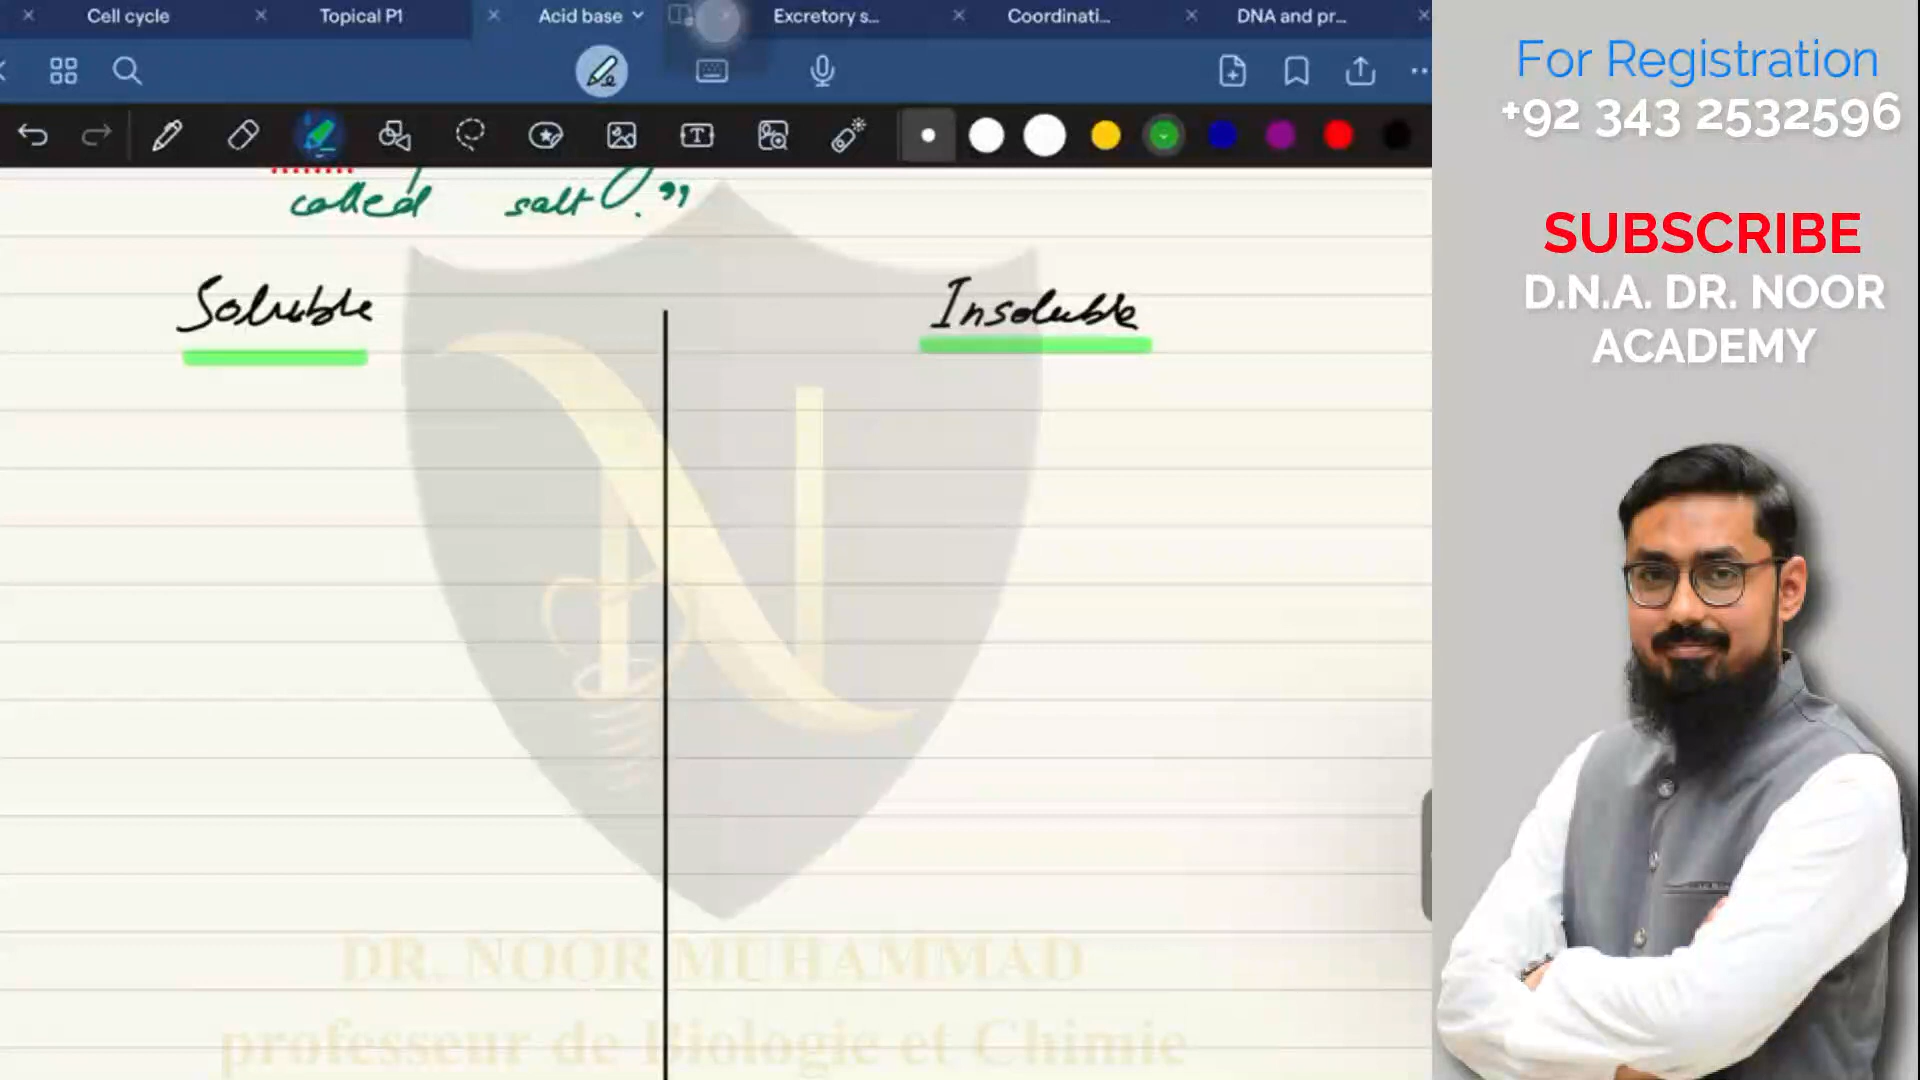 Cell cycle
Topical P1
Acid base
Excretory s...
Coordinati...
DNA and pr...
called salt."
Soluble
Insoluble
DR. NOOR MUHAMMAD
professeur de Biologie et Chimie
For Registration
+92 343 2532596
SUBSCRIBE
D.N.A. DR. NOOR
ACADEMY